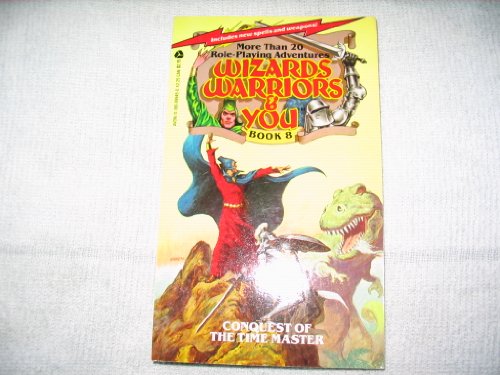 Includes new spells and weapons!
More Than 20
Role-Playing Adventures
WIZARDS
WARRIORS &
YOU
BOOK 8
CONQUEST OF
THE TIME MASTER